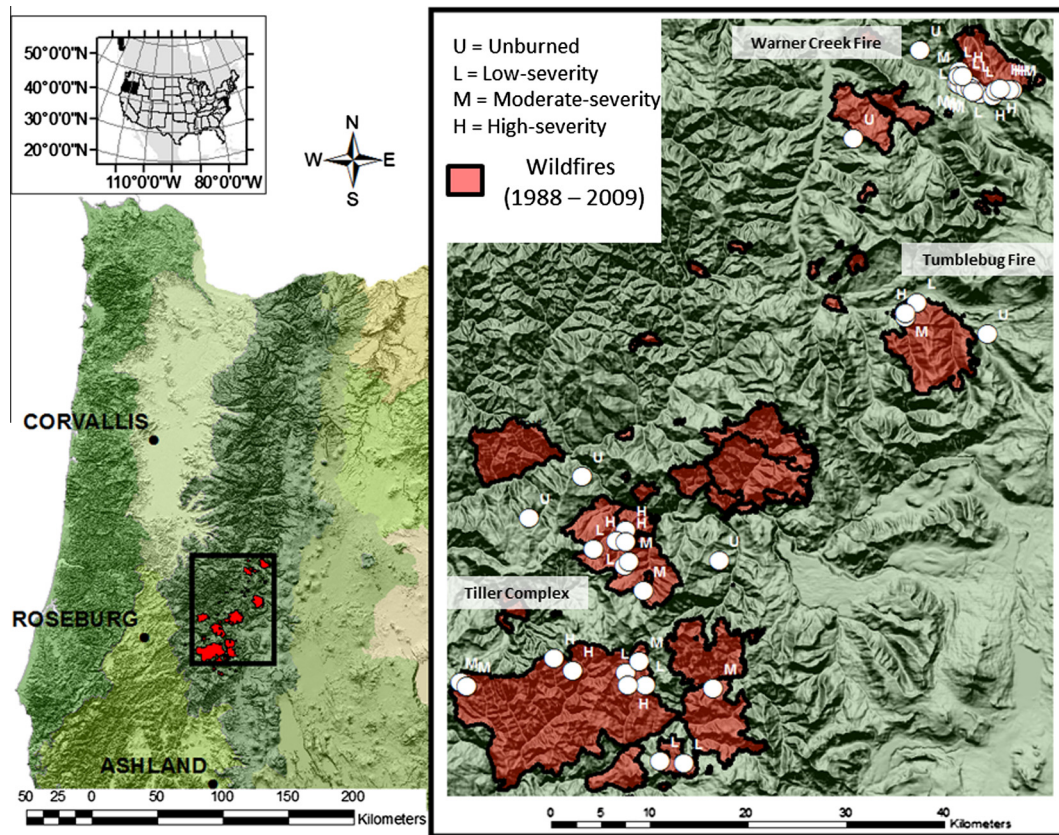 50°0'0"N
40°0'0"N
30°0'0"N
20°0'0"N
110°0'0"W 80°0'0"W
N
W E
S
CORVALLIS
ROSEBURG
ASHLAND
50 25 0 50 100 150 200
Kilometers
U = Unburned
L = Low-severity
M = Moderate-severity
H = High-severity
Wildfires
(1988 – 2009)
Warner Creek Fire
U
M
L
L
H
L
L
L
M
L
H
H
U
Tumblebug Fire
L
H
U
M
U
U
H
H
H
L
M
L
M
U
Tiller Complex
H
H
M
L
L
M
M
M
H
L
L
0 10 20 30 40
Kilometers